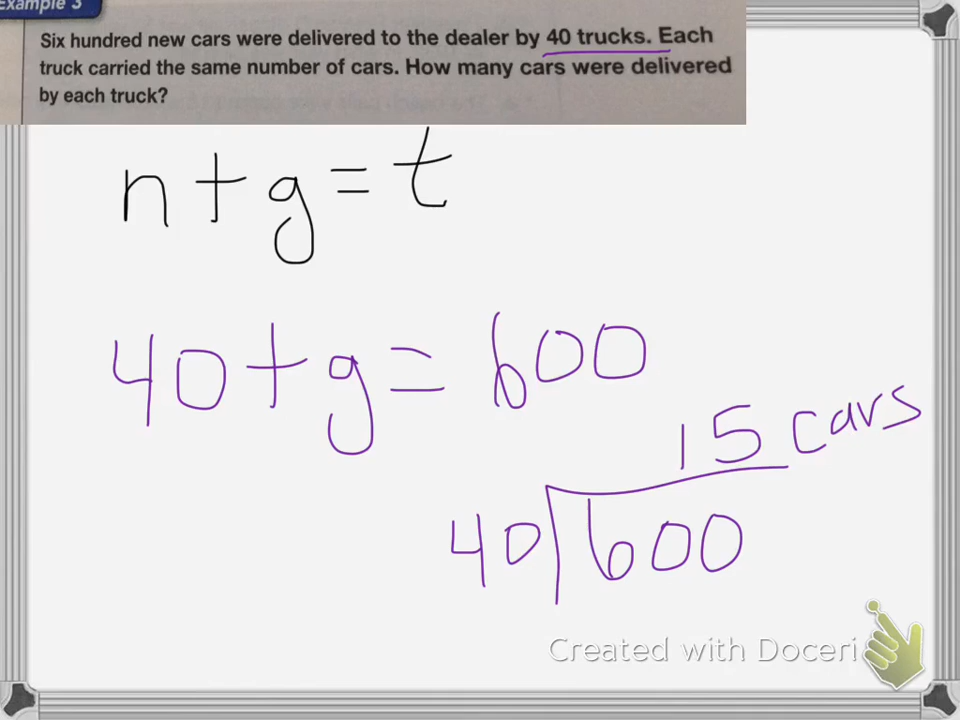 Example 3
Six hundred new cars were delivered to the dealer by 40 trucks. Each
truck carried the same number of cars. How many cars were delivered
by each truck?
n+g=t
40+g=600
15 cars
40)600
Created with Doceri